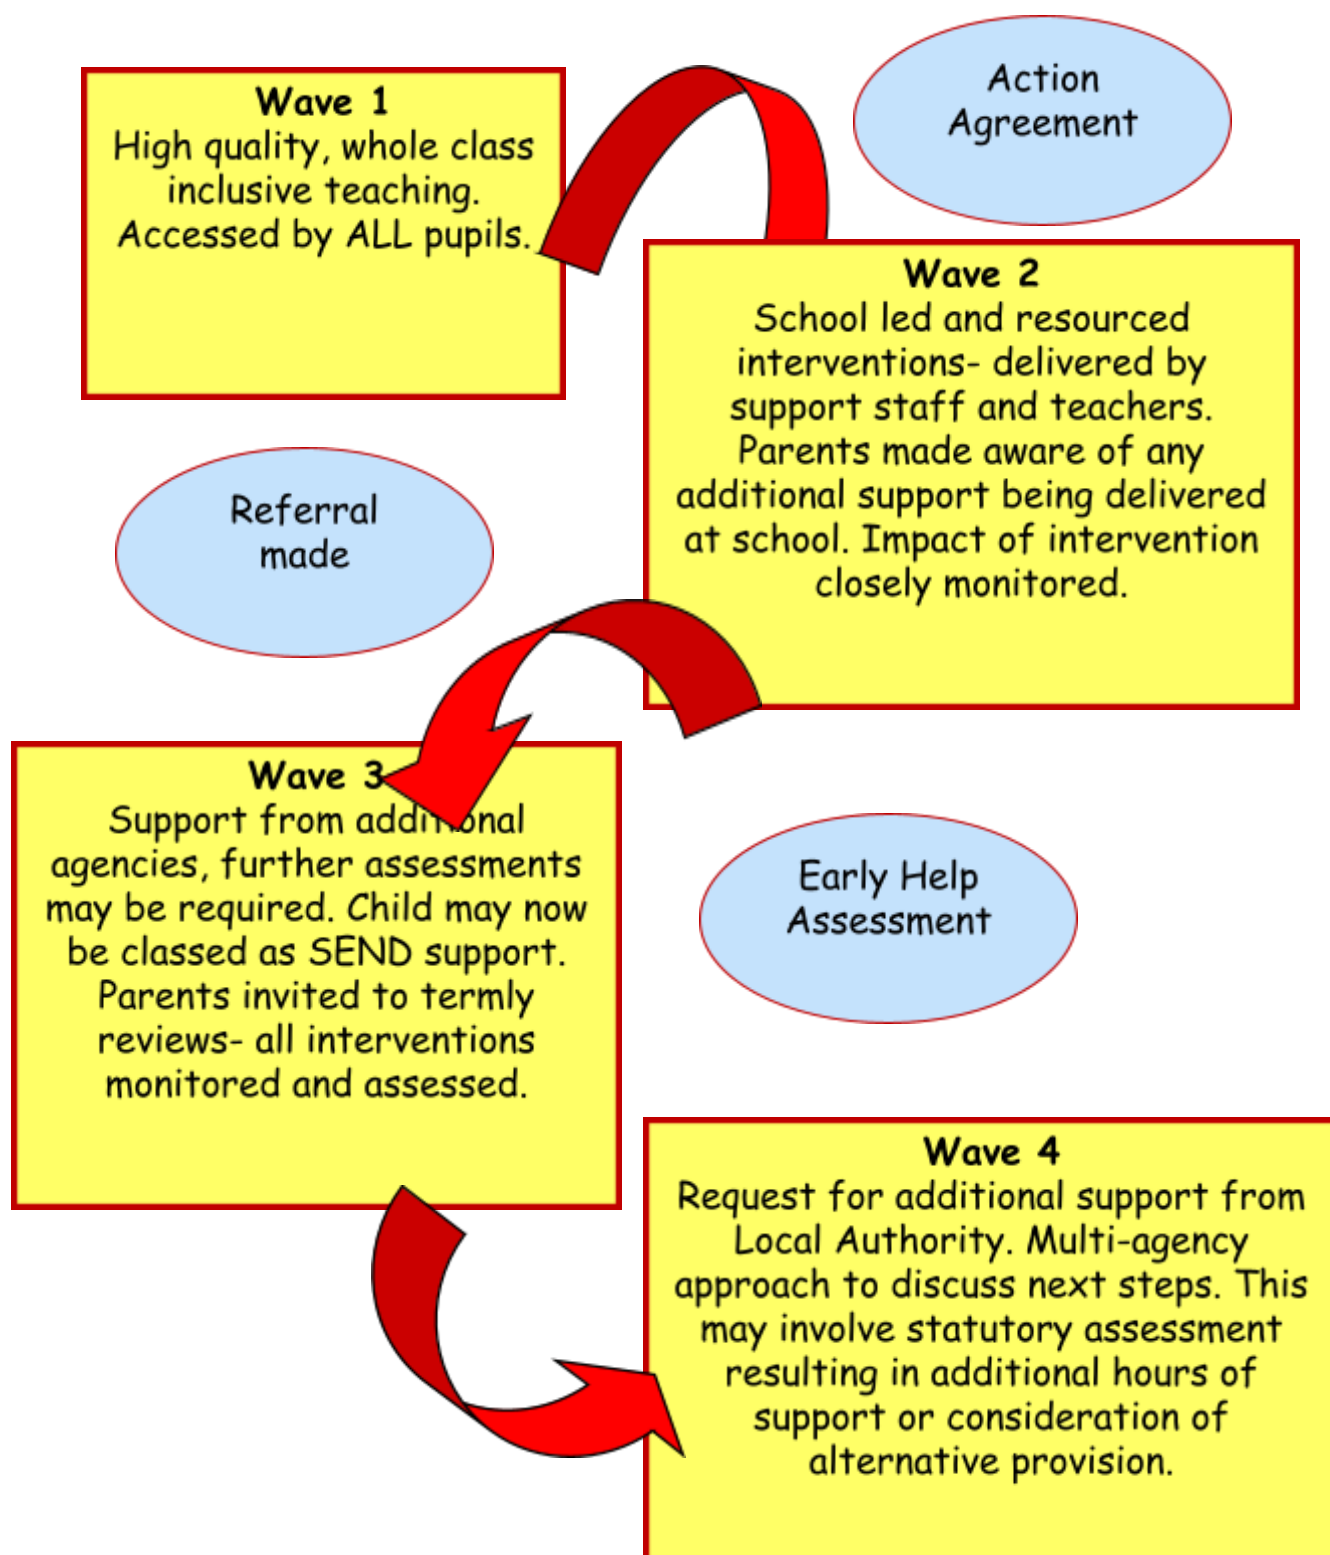 Wave 1
High quality, whole class
inclusive teaching.
Accessed by ALL pupils.
Action
Agreement
Wave 2
School led and resourced
interventions- delivered by
support staff and teachers.
Parents made aware of any
additional support being delivered
at school. Impact of intervention
closely monitored.
Referral
made
Wave 3
Support from additional
agencies, further assessments
may be required. Child may now
be classed as SEND support.
Parents invited to termly
reviews- all interventions
monitored and assessed.
Early Help
Assessment
Wave 4
Request for additional support from
Local Authority. Multi-agency
approach to discuss next steps. This
may involve statutory assessment
resulting in additional hours of
support or consideration of
alternative provision.